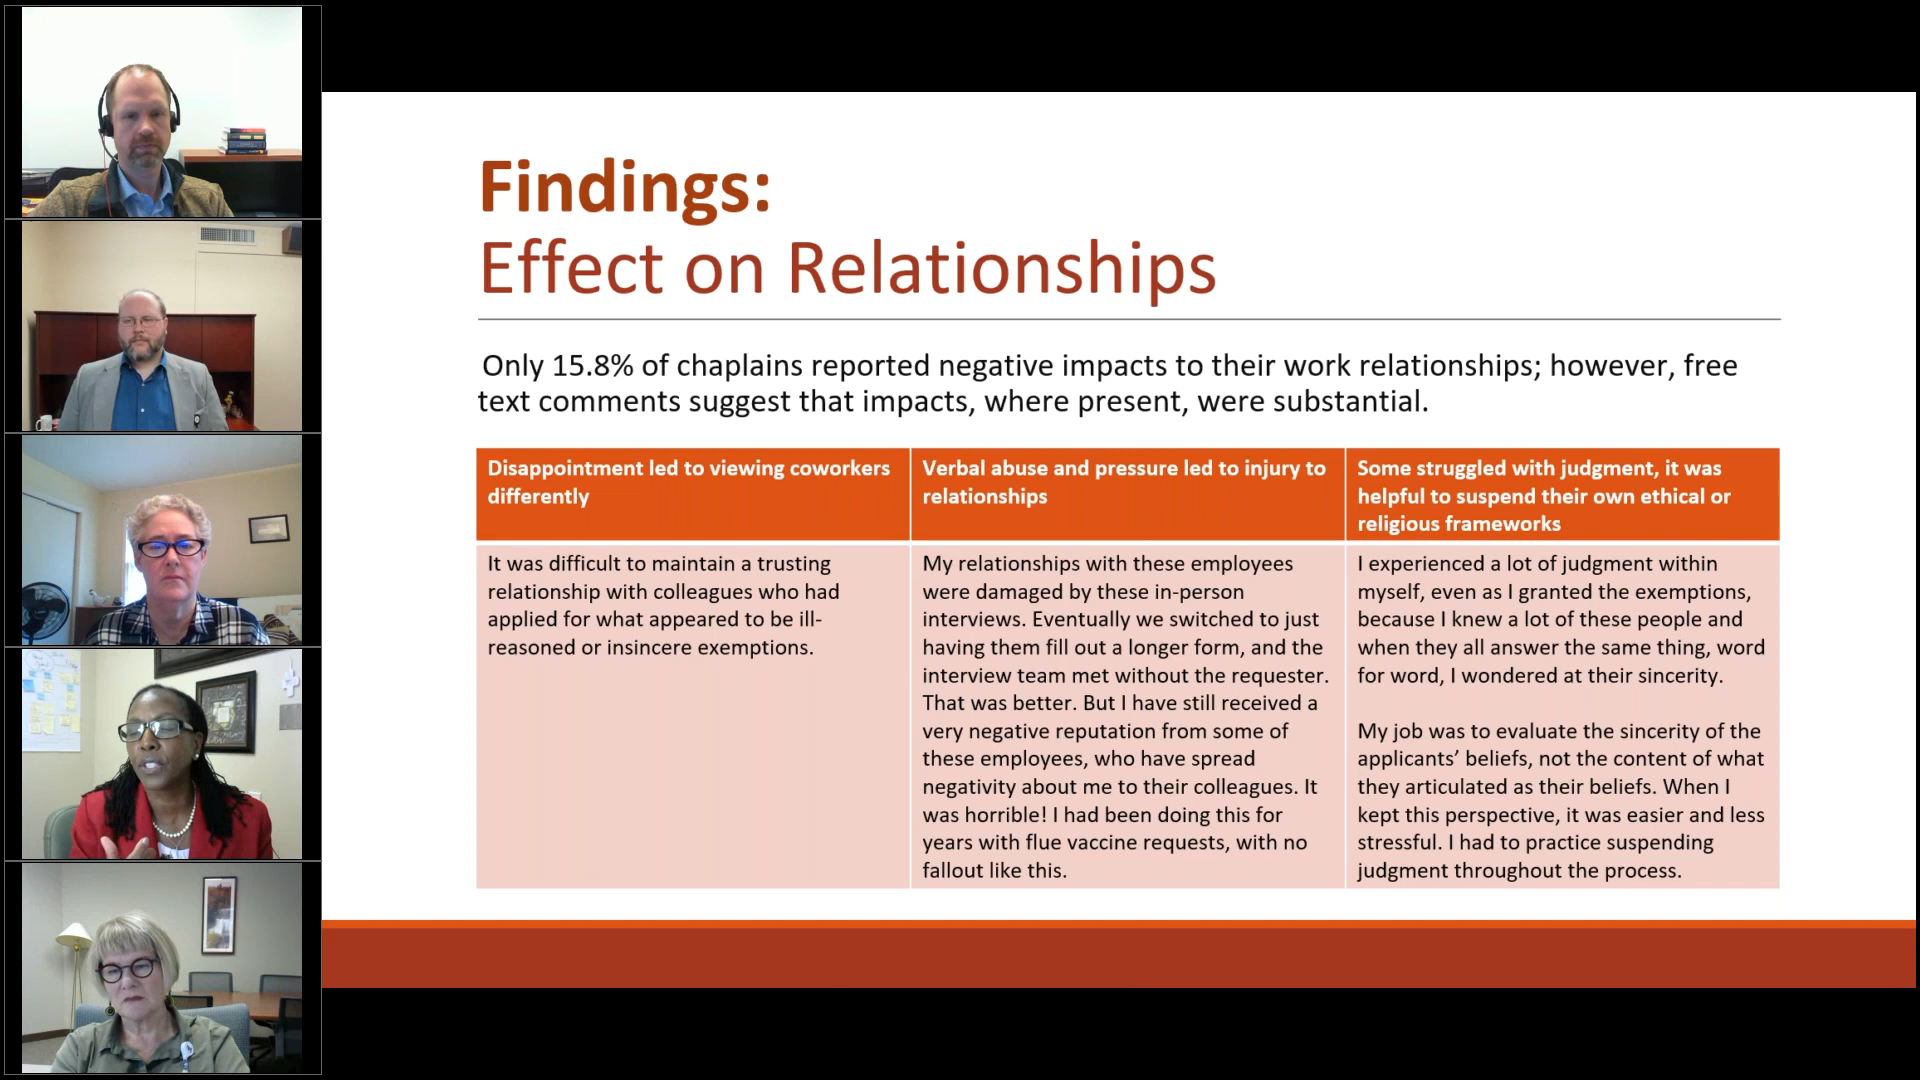 Findings:
Effect on Relationships
Only 15.8% of chaplains reported negative impacts to their work relationships; however, free
text comments suggest that impacts, where present, were substantial.
Disappointment led to viewing coworkers
differently
Verbal abuse and pressure led to injury to
relationships
Some struggled with judgment, it was
helpful to suspend their own ethical or
religious frameworks
It was difficult to maintain a trusting
relationship with colleagues who had
applied for what appeared to be ill-
reasoned or insincere exemptions.
My relationships with these employees
were damaged by these in-person
interviews. Eventually we switched to just
having them fill out a longer form, and the
interview team met without the requester.
That was better. But I have still received a
very negative reputation from some of
these employees, who have spread
negativity about me to their colleagues. It
was horrible! I had been doing this for
years with flue vaccine requests, with no
fallout like this.
I experienced a lot of judgment within
myself, even as I granted the exemptions,
because I knew a lot of these people and
when they all answer the same thing, word
for word, I wondered at their sincerity.
My job was to evaluate the sincerity of the
applicants’ beliefs, not the content of what
they articulated as their beliefs. When I
kept this perspective, it was easier and less
stressful. I had to practice suspending
judgment throughout the process.